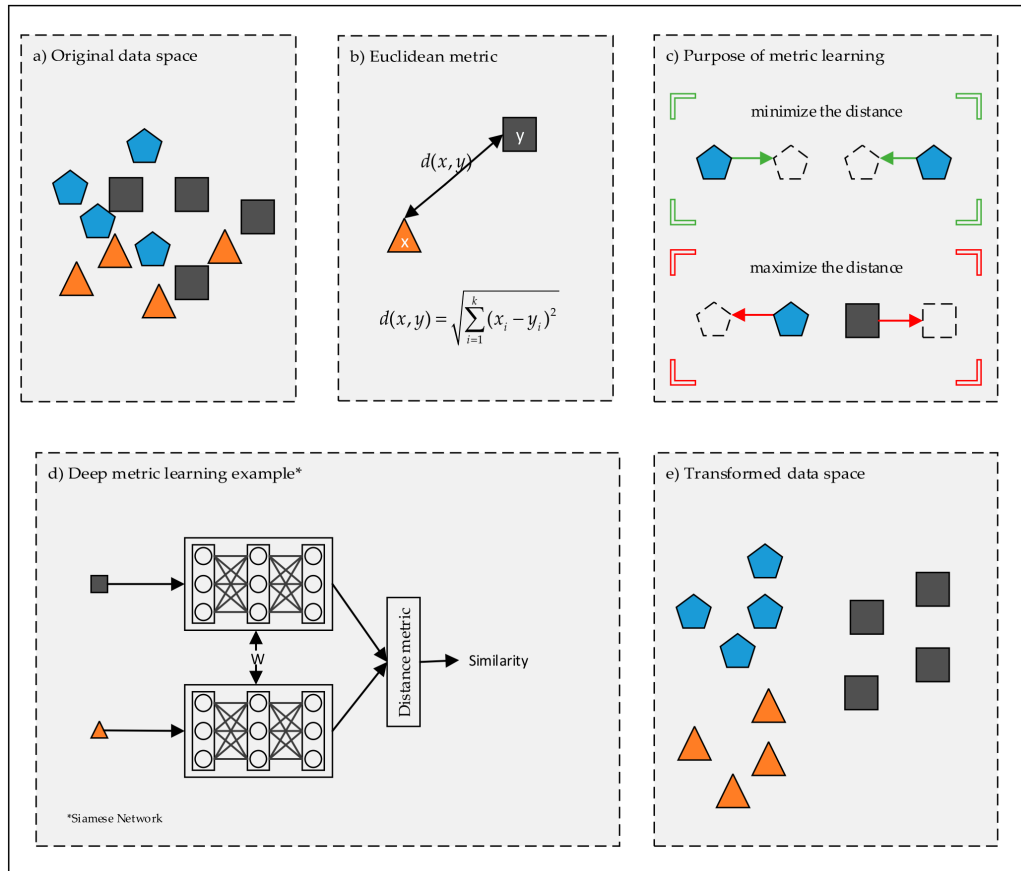 a) Original data space
b) Euclidean metric
y
d(x, y)
x
d(x, y) = √∑_{i=1}^{k} (x_i − y_i)^2
c) Purpose of metric learning
minimize the distance
maximize the distance
d) Deep metric learning example*
W
Distance metric
Similarity
*Siamese Network
e) Transformed data space